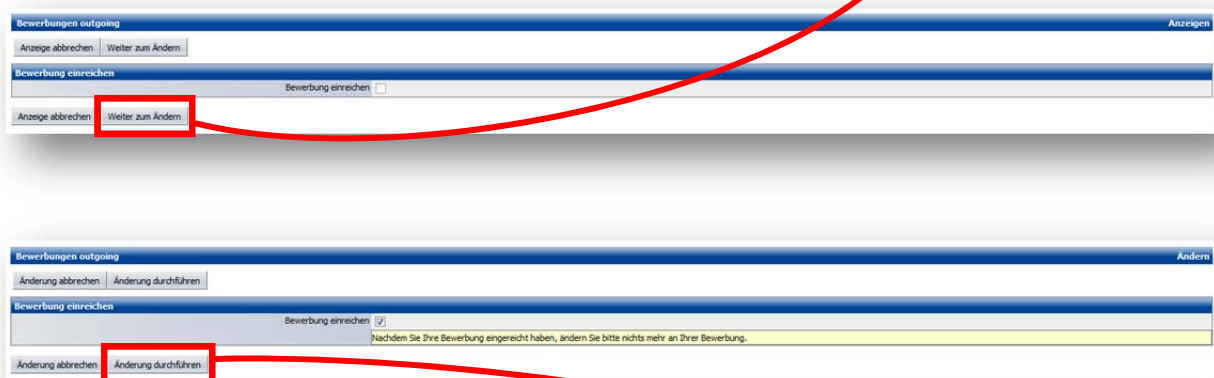 Bewerbungen outgoing Anzeigen
Anzeige abbrechen Weiter zum Ändern
Bewerbung einreichen
Bewerbung einreichen
Anzeige abbrechen Weiter zum Ändern
Bewerbungen outgoing Ändern
Änderung abbrechen Änderung durchführen
Bewerbung einreichen
Bewerbung einreichen
Nachdem Sie Ihre Bewerbung eingereicht haben, ändern Sie bitte nichts mehr an Ihrer Bewerbung.
Änderung abbrechen Änderung durchführen